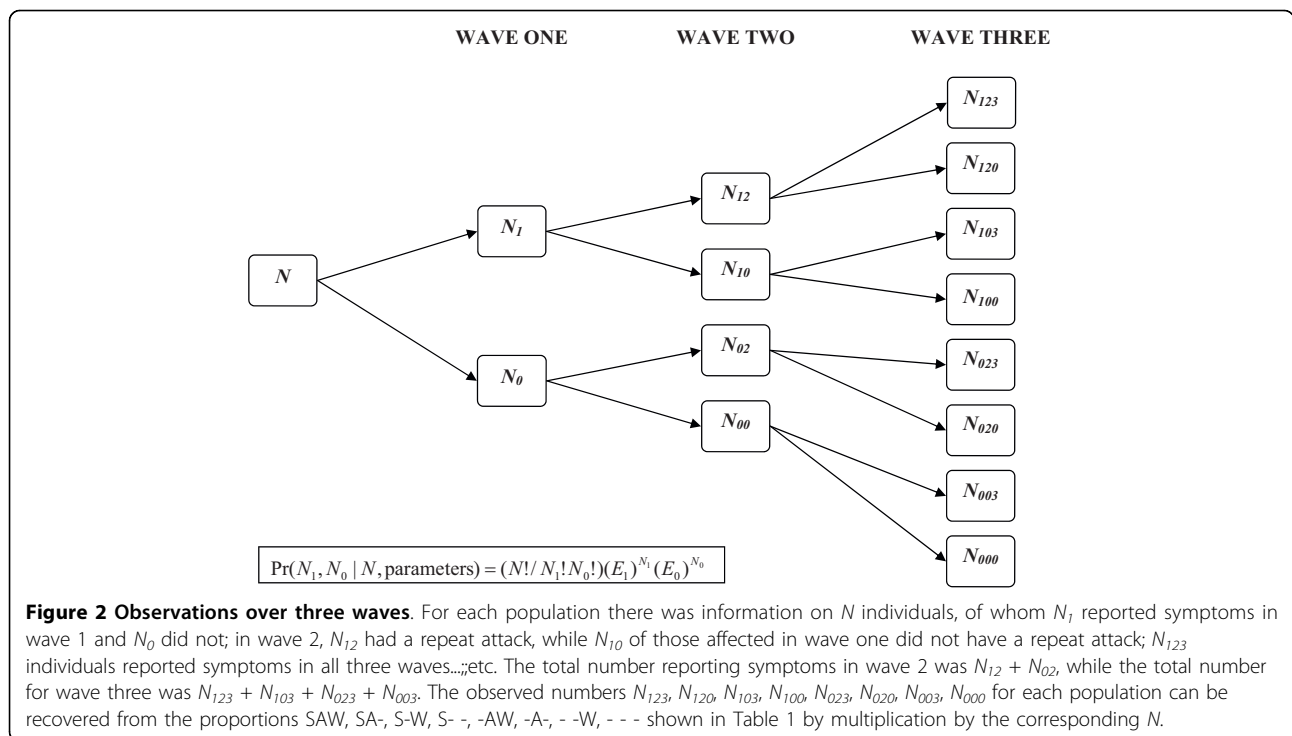 WAVE ONE WAVE TWO WAVE THREE
N123
N120
N12
N103
N1
N10
N100
N
N02
N023
N0
N020
N00
N003
N000
Pr(N1, N0 | N, parameters) = (N!/ N1!N0!)(E1)^N1 (E0)^N0
Figure 2 Observations over three waves. For each population there was information on N individuals, of whom N1 reported symptoms in
wave 1 and N0 did not; in wave 2, N12 had a repeat attack, while N10 of those affected in wave one did not have a repeat attack; N123
individuals reported symptoms in all three waves...;;etc. The total number reporting symptoms in wave 2 was N12 + N02, while the total number
for wave three was N123 + N103 + N023 + N003. The observed numbers N123, N120, N103, N100, N023, N020, N003, N000 for each population can be
recovered from the proportions SAW, SA-, S-W, S- -, -AW, -A-, - -W, - - - shown in Table 1 by multiplication by the corresponding N.